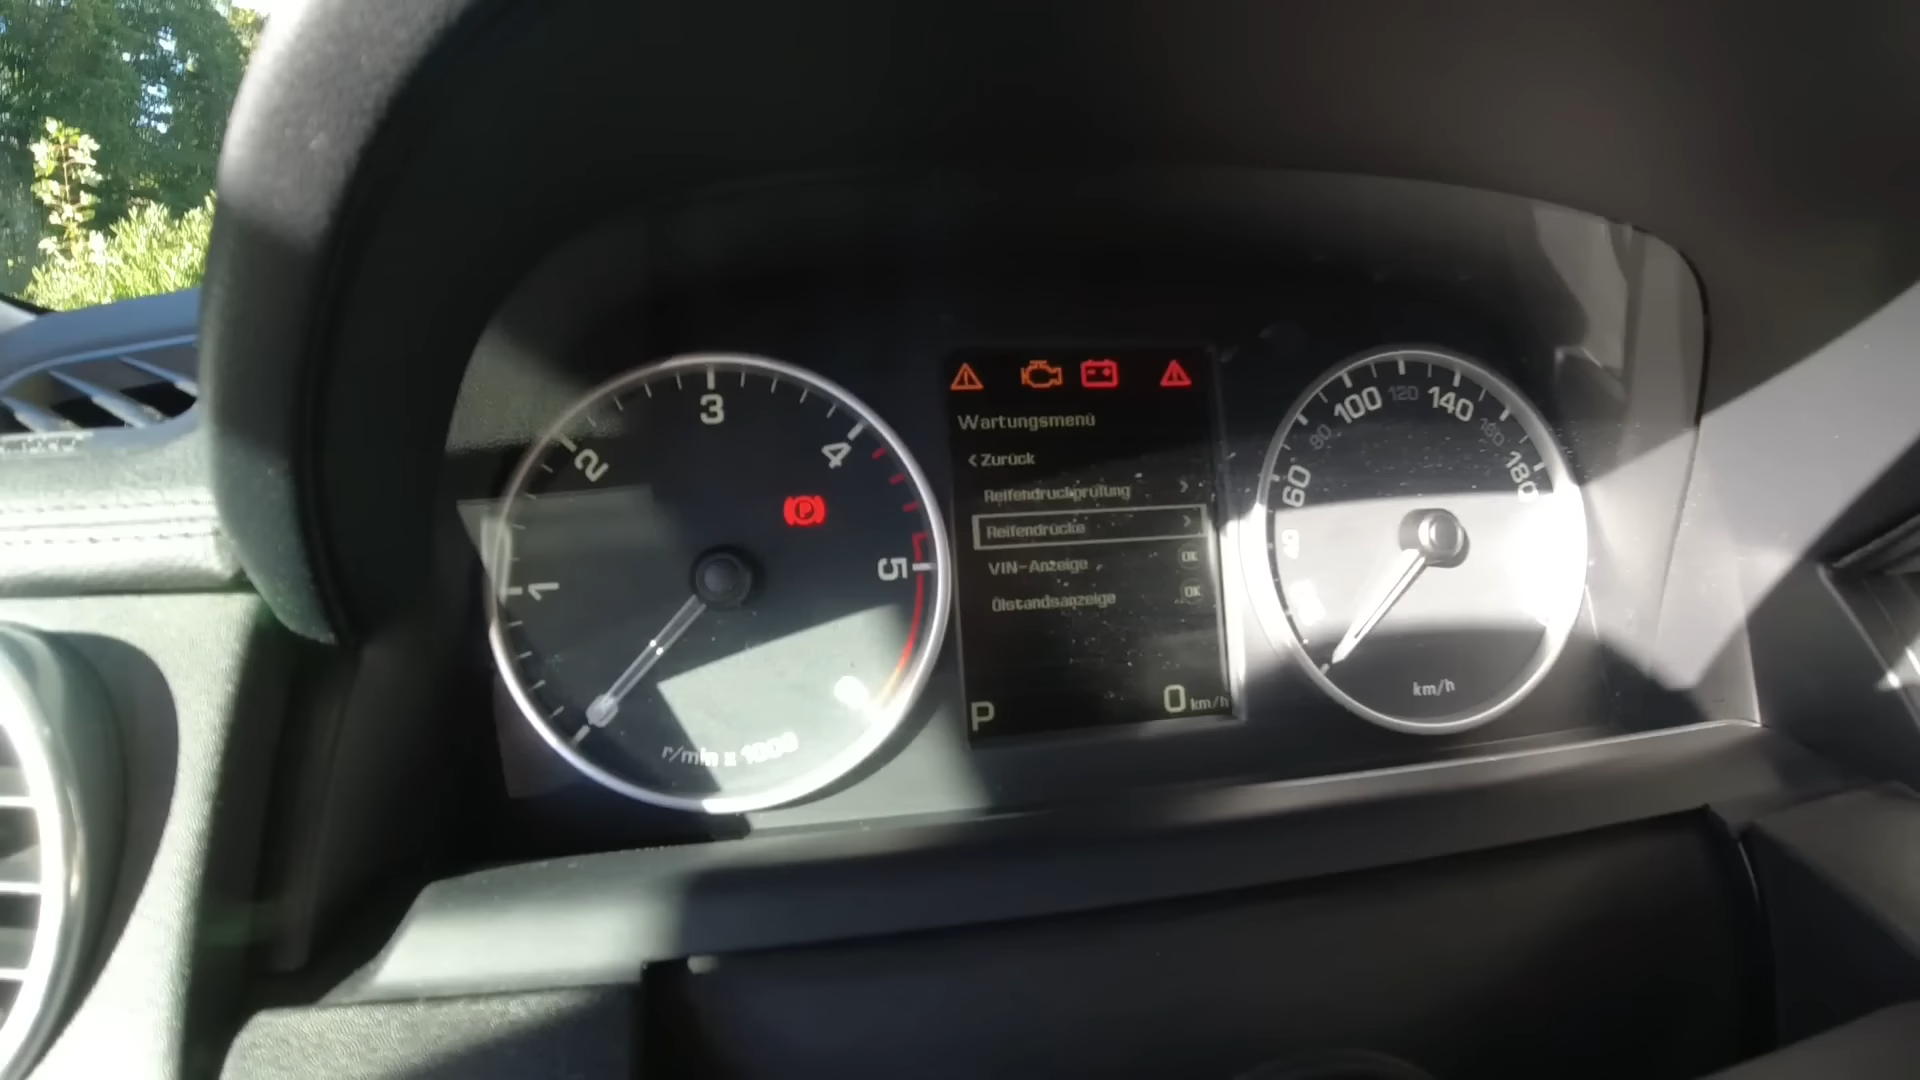 1
2
3
4
5
r/min x 1000
P
Wartungsmenü
Zurück
Reifendruckprüfung
Reifendrücke
VIN-Anzeige OK
Ölstandsanzeige OK
P 0 km/h
60
80
100
120
140
160
180
km/h